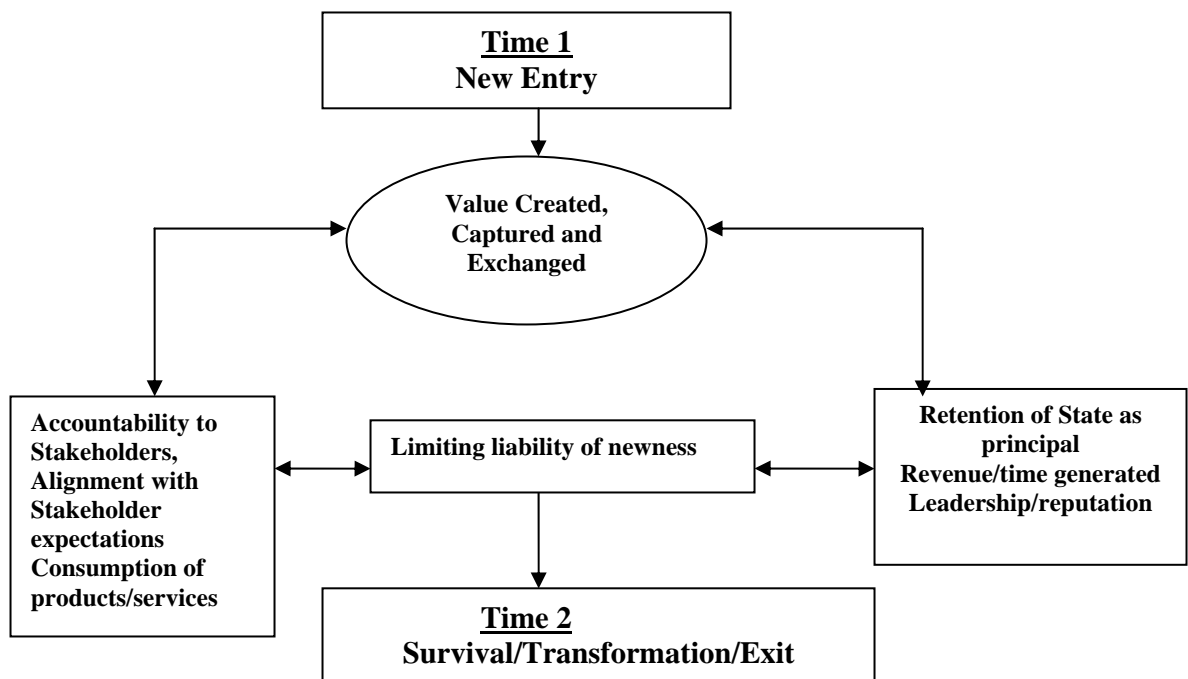 Time 1
New Entry
Value Created,
Captured and
Exchanged
Accountability to
Stakeholders,
Alignment with
Stakeholder
expectations
Consumption of
products/services
Limiting liability of newness
Retention of State as
principal
Revenue/time generated
Leadership/reputation
Time 2
Survival/Transformation/Exit